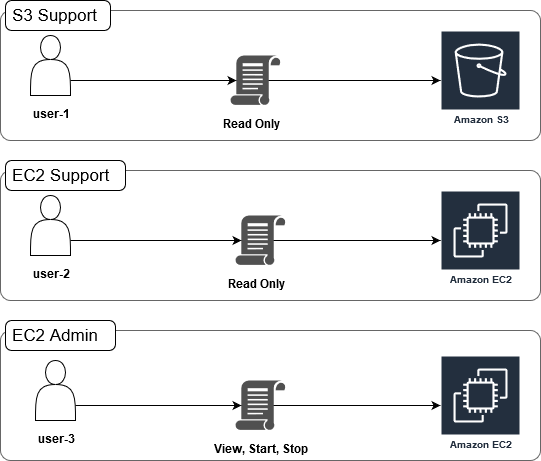 S3 Support
user-1
Read Only
Amazon S3
EC2 Support
user-2
Read Only
Amazon EC2
EC2 Admin
user-3
View, Start, Stop
Amazon EC2